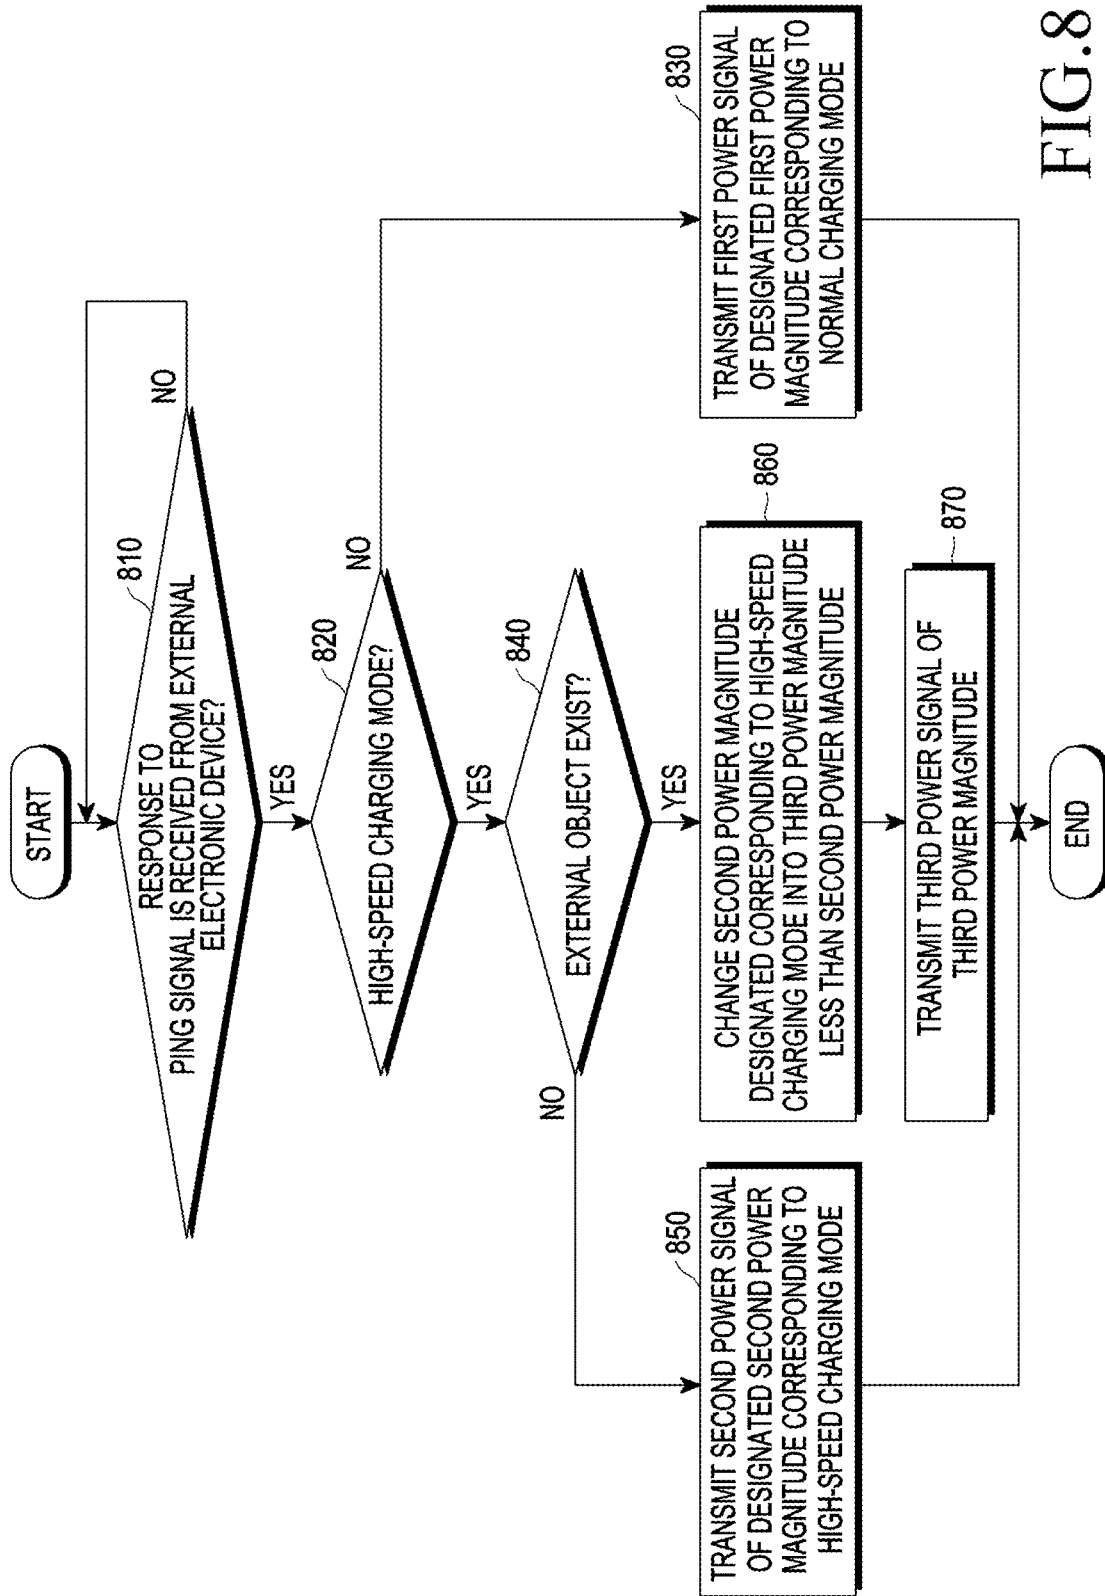 START
810
RESPONSE TO
PING SIGNAL IS RECEIVED FROM EXTERNAL
ELECTRONIC DEVICE?
NO
YES
820
HIGH-SPEED CHARGING MODE?
NO
YES
840
EXTERNAL OBJECT EXIST?
NO
YES
850
TRANSMIT SECOND POWER SIGNAL
OF DESIGNATED SECOND POWER
MAGNITUDE CORRESPONDING TO
HIGH-SPEED CHARGING MODE
860
CHANGE SECOND POWER MAGNITUDE
DESIGNATED CORRESPONDING TO HIGH-SPEED
CHARGING MODE INTO THIRD POWER MAGNITUDE
LESS THAN SECOND POWER MAGNITUDE
830
TRANSMIT FIRST POWER SIGNAL
OF DESIGNATED FIRST POWER
MAGNITUDE CORRESPONDING TO
NORMAL CHARGING MODE
870
TRANSMIT THIRD POWER SIGNAL OF
THIRD POWER MAGNITUDE
END
FIG.8